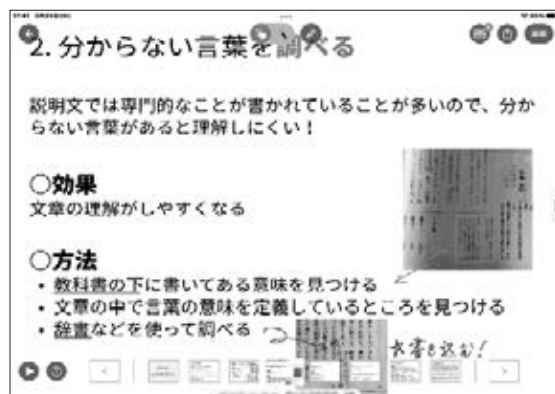 2. 分からない言葉を調べる
説明文では専門的なことが書かれていることが多いので、分か
らない言葉があると理解しにくい！
○効果
文章の理解がしやすくなる
○方法
• 教科書の下に書いてある意味を見つける
• 文章の中で言葉の意味を定義しているところを見つける
• 辞書などを使って調べる
書き込む!